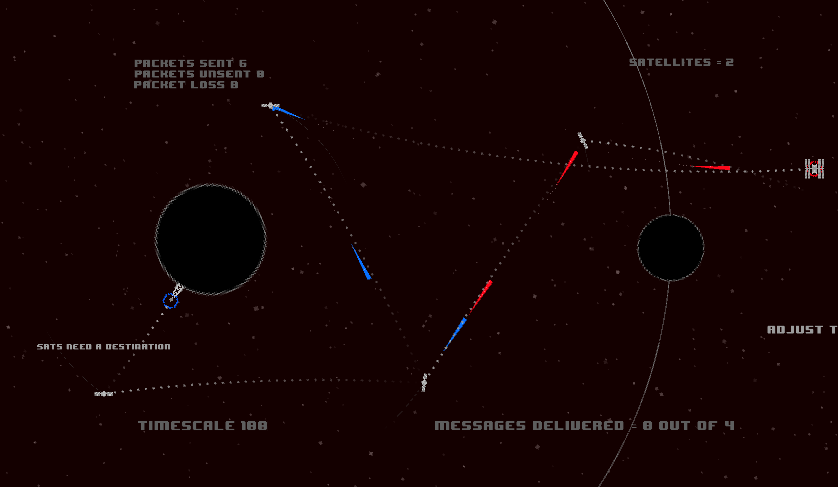 PACKETS SENT 6
PACKETS UNSENT 0
PACKET LOSS 0
SATELLITES = 2
ADJUST T
SATS NEED A DESTINATION
TIMESCALE 100
MESSAGES DELIVERED = 0 OUT OF 4